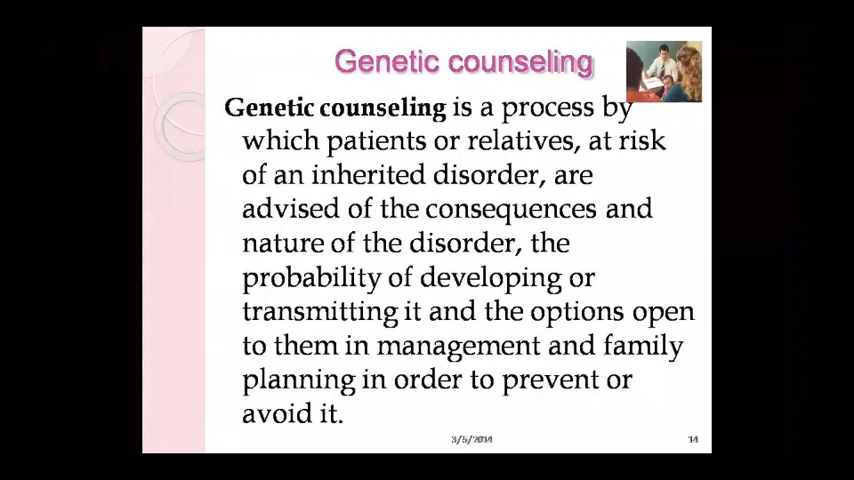 Genetic counseling
Genetic counseling is a process by
which patients or relatives, at risk
of an inherited disorder, are
advised of the consequences and
nature of the disorder, the
probability of developing or
transmitting it and the options open
to them in management and family
planning in order to prevent or
avoid it.
3/5/2014 14